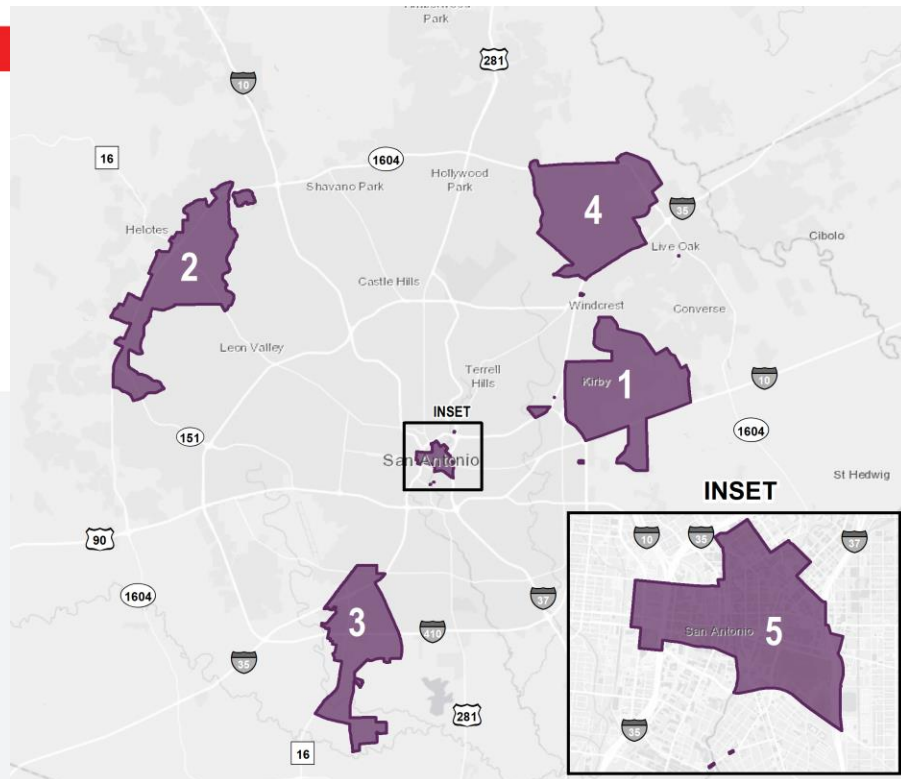 Park
281
10
16
1604
Shavano Park
Hollywood
Park
4
35
Helotes
Live Oak
Cibolo
2
Castle Hills
Windcrest
Converse
Leon Valley
Terrell
Hills
Kirby
1
10
INSET
151
1604
San Antonio
St Hedwig
INSET
90
10
35
37
1604
3
37
410
San Antonio
5
35
281
16
35